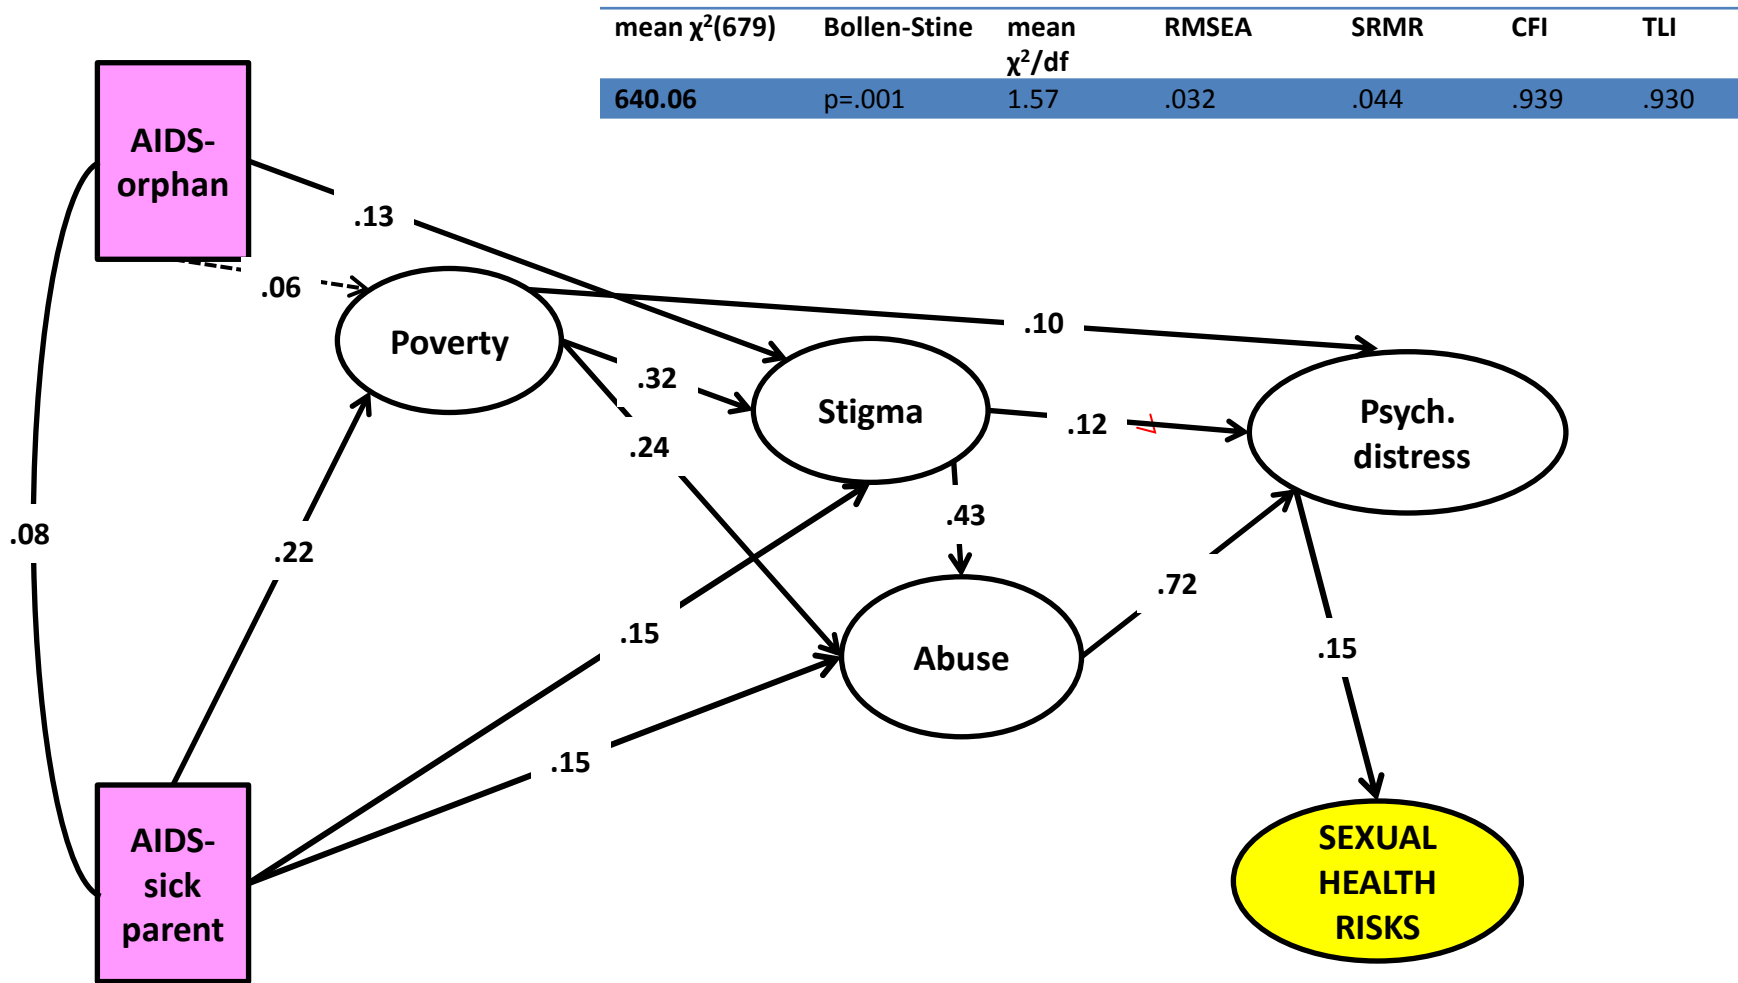 mean χ²(679) Bollen-Stine mean χ²/df RMSEA SRMR CFI TLI
640.06 p=.001 1.57 .032 .044 .939 .930
AIDS-
orphan
.13
.06
Poverty
.10
.32
Stigma
.12
Psych.
distress
.24
.43
.08
.22
.72
.15
Abuse
.15
.15
AIDS-
sick
parent
SEXUAL
HEALTH
RISKS